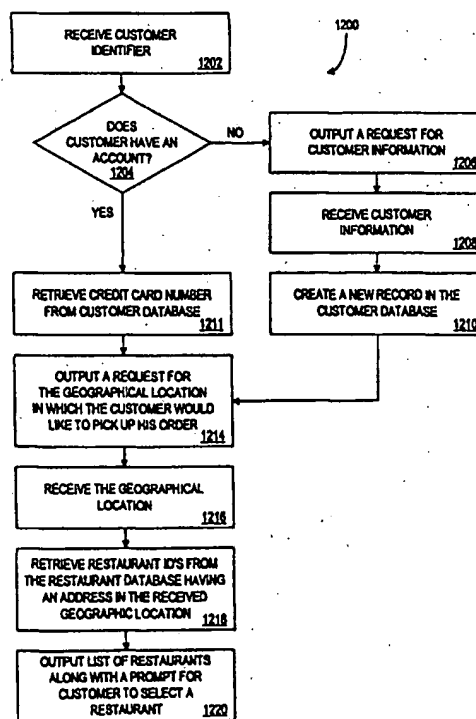 1200
RECEIVE CUSTOMER
IDENTIFIER
1202
DOES
CUSTOMER HAVE AN
ACCOUNT?
1204
NO
YES
OUTPUT A REQUEST FOR
CUSTOMER INFORMATION
1206
RECEIVE CUSTOMER
INFORMATION
1208
CREATE A NEW RECORD IN THE
CUSTOMER DATABASE
1210
RETRIEVE CREDIT CARD NUMBER
FROM CUSTOMER DATABASE
1211
OUTPUT A REQUEST FOR
THE GEOGRAPHICAL LOCATION
IN WHICH THE CUSTOMER WOULD
LIKE TO PICK UP HIS ORDER
1214
RECEIVE THE GEOGRAPHICAL
LOCATION
1216
RETRIEVE RESTAURANT ID'S FROM
THE RESTAURANT DATABASE HAVING
AN ADDRESS IN THE RECEIVED
GEOGRAPHIC LOCATION
1218
OUTPUT LIST OF RESTAURANTS
ALONG WITH A PROMPT FOR
CUSTOMER TO SELECT A
RESTAURANT
1220